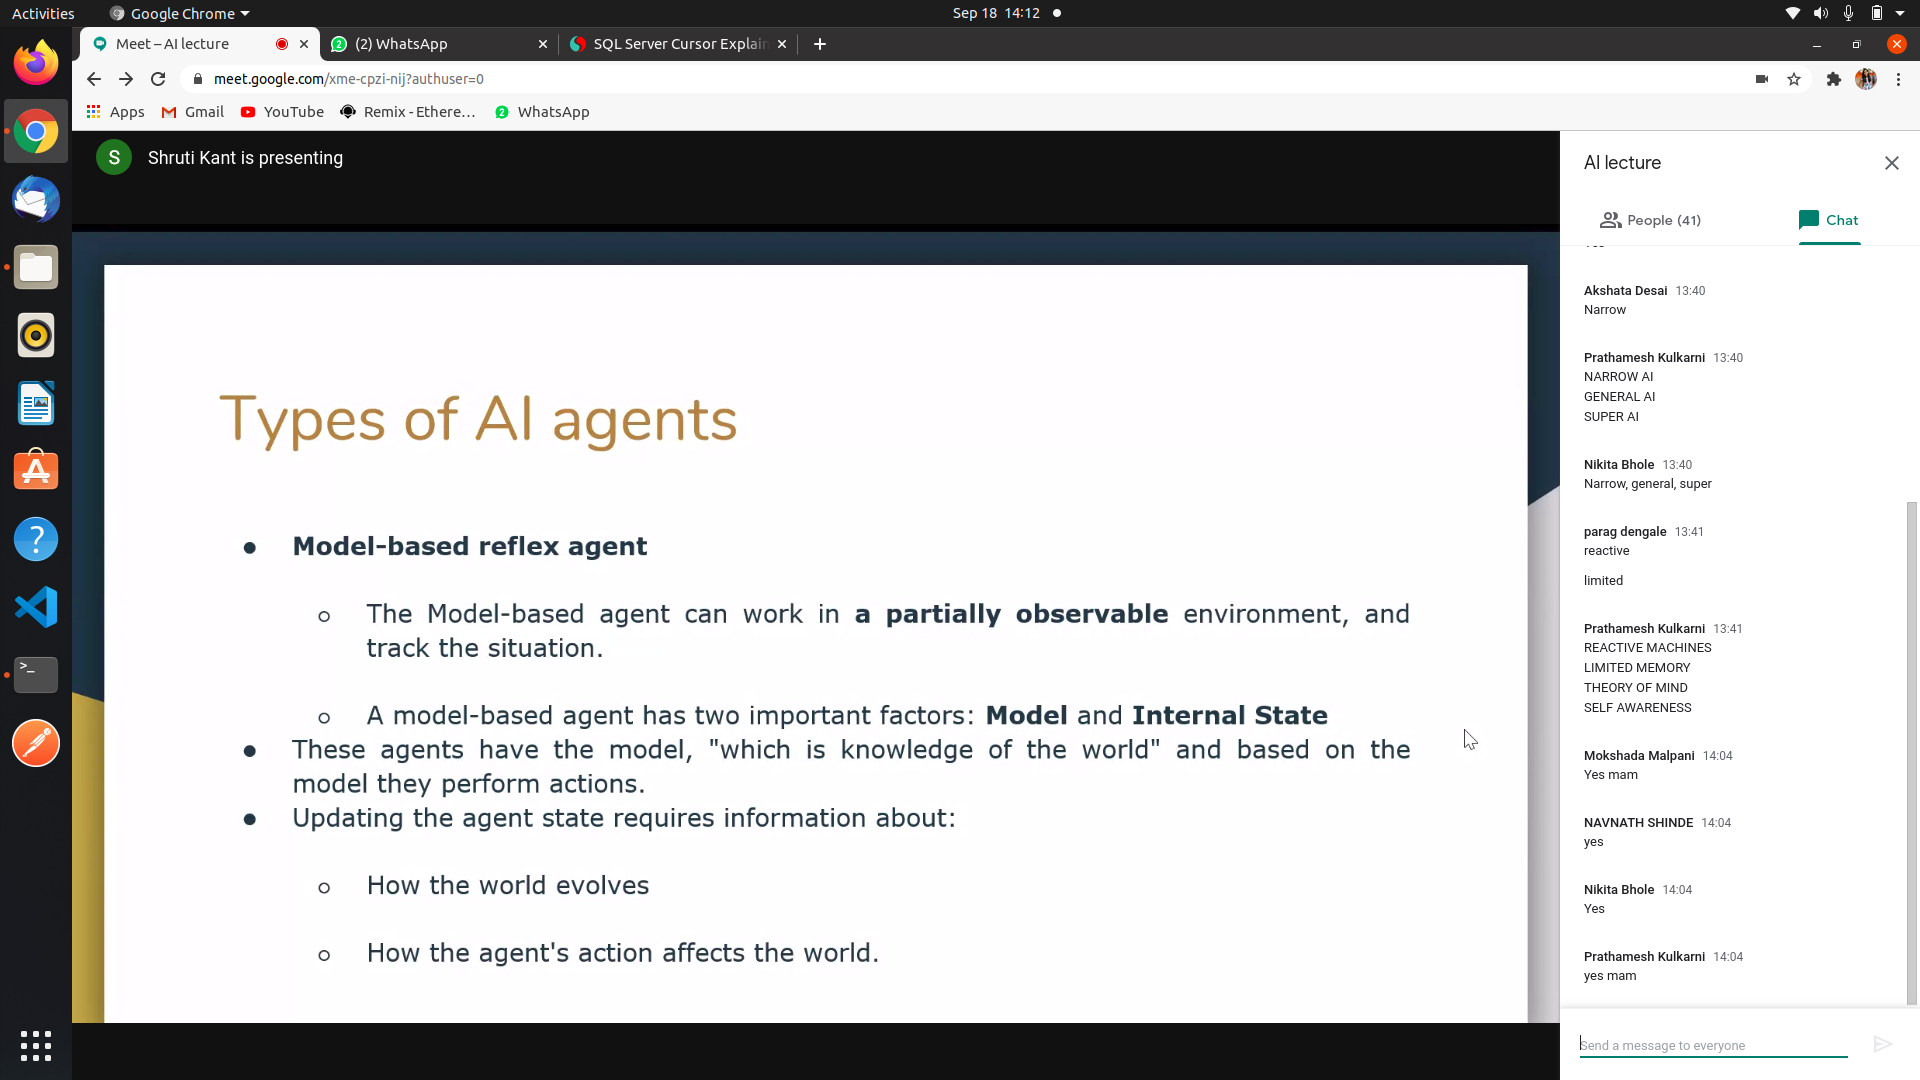 Activities
Google Chrome
Sep 18 14:12
Meet – AI lecture
(2) WhatsApp
SQL Server Cursor Explai
meet.google.com/xme-cpzi-nij?authuser=0
Apps
Gmail
YouTube
Remix - Ethere…
2 WhatsApp
S
Shruti Kant is presenting
Types of AI agents
● Model-based reflex agent
○ The Model-based agent can work in a partially observable environment, and
track the situation.
○ A model-based agent has two important factors: Model and Internal State
● These agents have the model, "which is knowledge of the world" and based on the
model they perform actions.
● Updating the agent state requires information about:
○ How the world evolves
○ How the agent's action affects the world.
AI lecture
People (41)
Chat
Akshata Desai 13:40
Narrow
Prathamesh Kulkarni 13:40
NARROW AI
GENERAL AI
SUPER AI
Nikita Bhole 13:40
Narrow, general, super
parag dengale 13:41
reactive
limited
Prathamesh Kulkarni 13:41
REACTIVE MACHINES
LIMITED MEMORY
THEORY OF MIND
SELF AWARENESS
Mokshada Malpani 14:04
Yes mam
NAVNATH SHINDE 14:04
yes
Nikita Bhole 14:04
Yes
Prathamesh Kulkarni 14:04
yes mam
Send a message to everyone